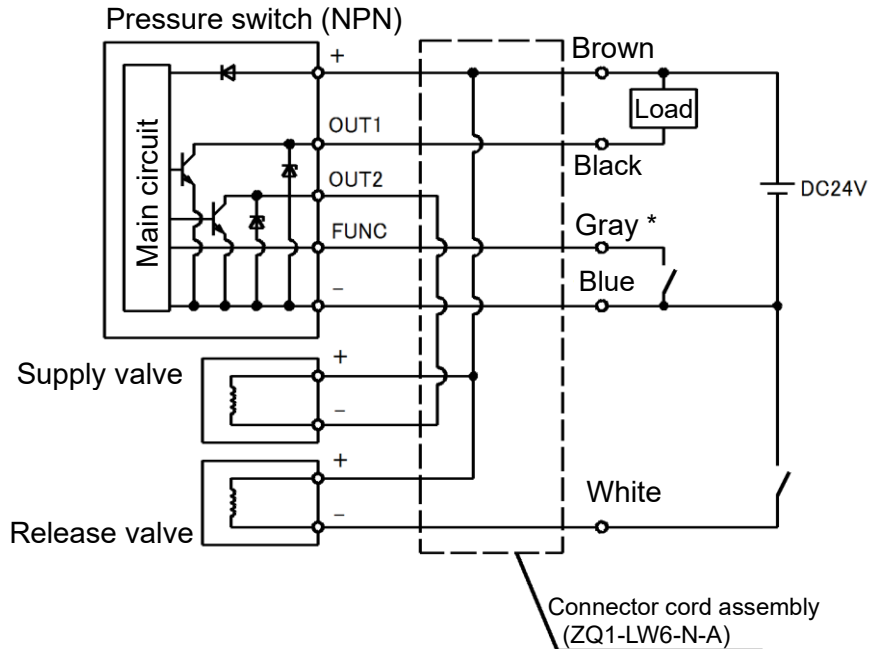 Pressure switch (NPN)
+
Brown
Main circuit
Load
OUT1
Black
OUT2
DC24V
FUNC
Gray *
Blue
−
Supply valve
+
−
+
White
Release valve
−
Connector cord assembly
(ZQ1-LW6-N-A)